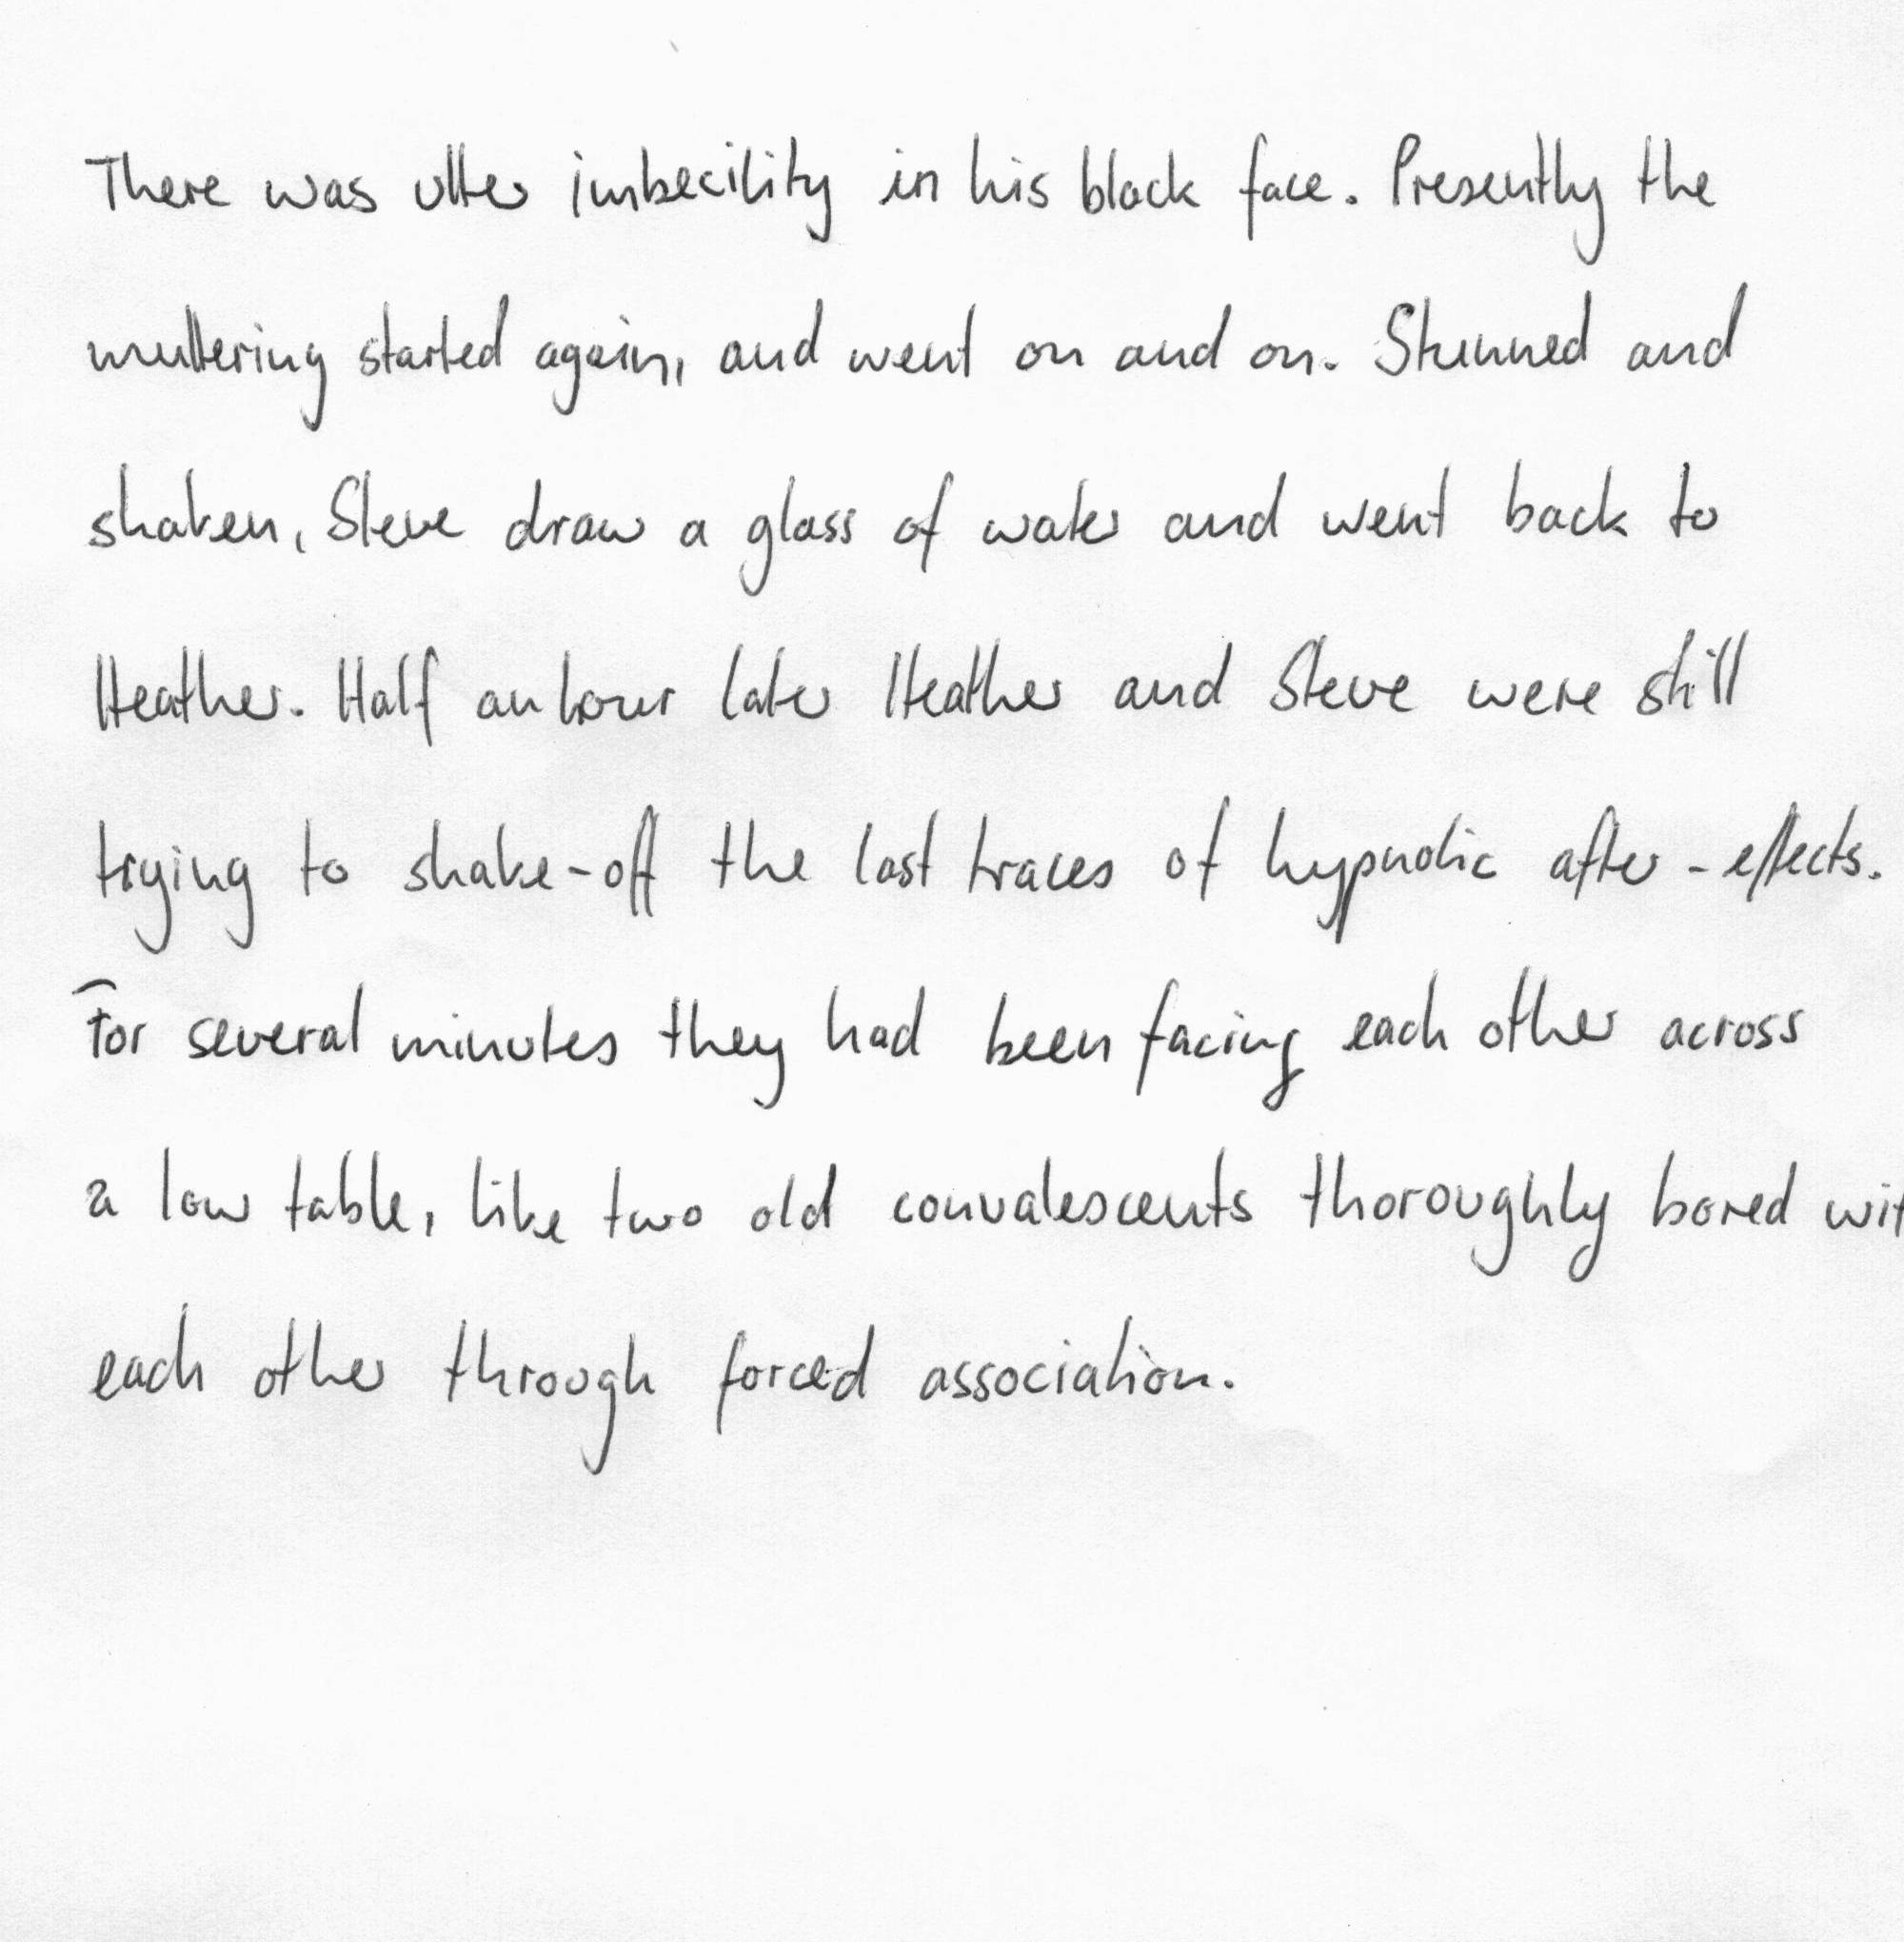 There was utter imbecility in his black face. Presently the
muttering started again, and went on and on. Stunned and
shaken, Steve draw a glass of water and went back to
Heather. Half an hour later Heather and Steve were still
trying to shake-off the last traces of hypnotic after-effects.
For several minutes they had been facing each other across
a low table, like two old convalescents thoroughly bored wit
each other through forced association.